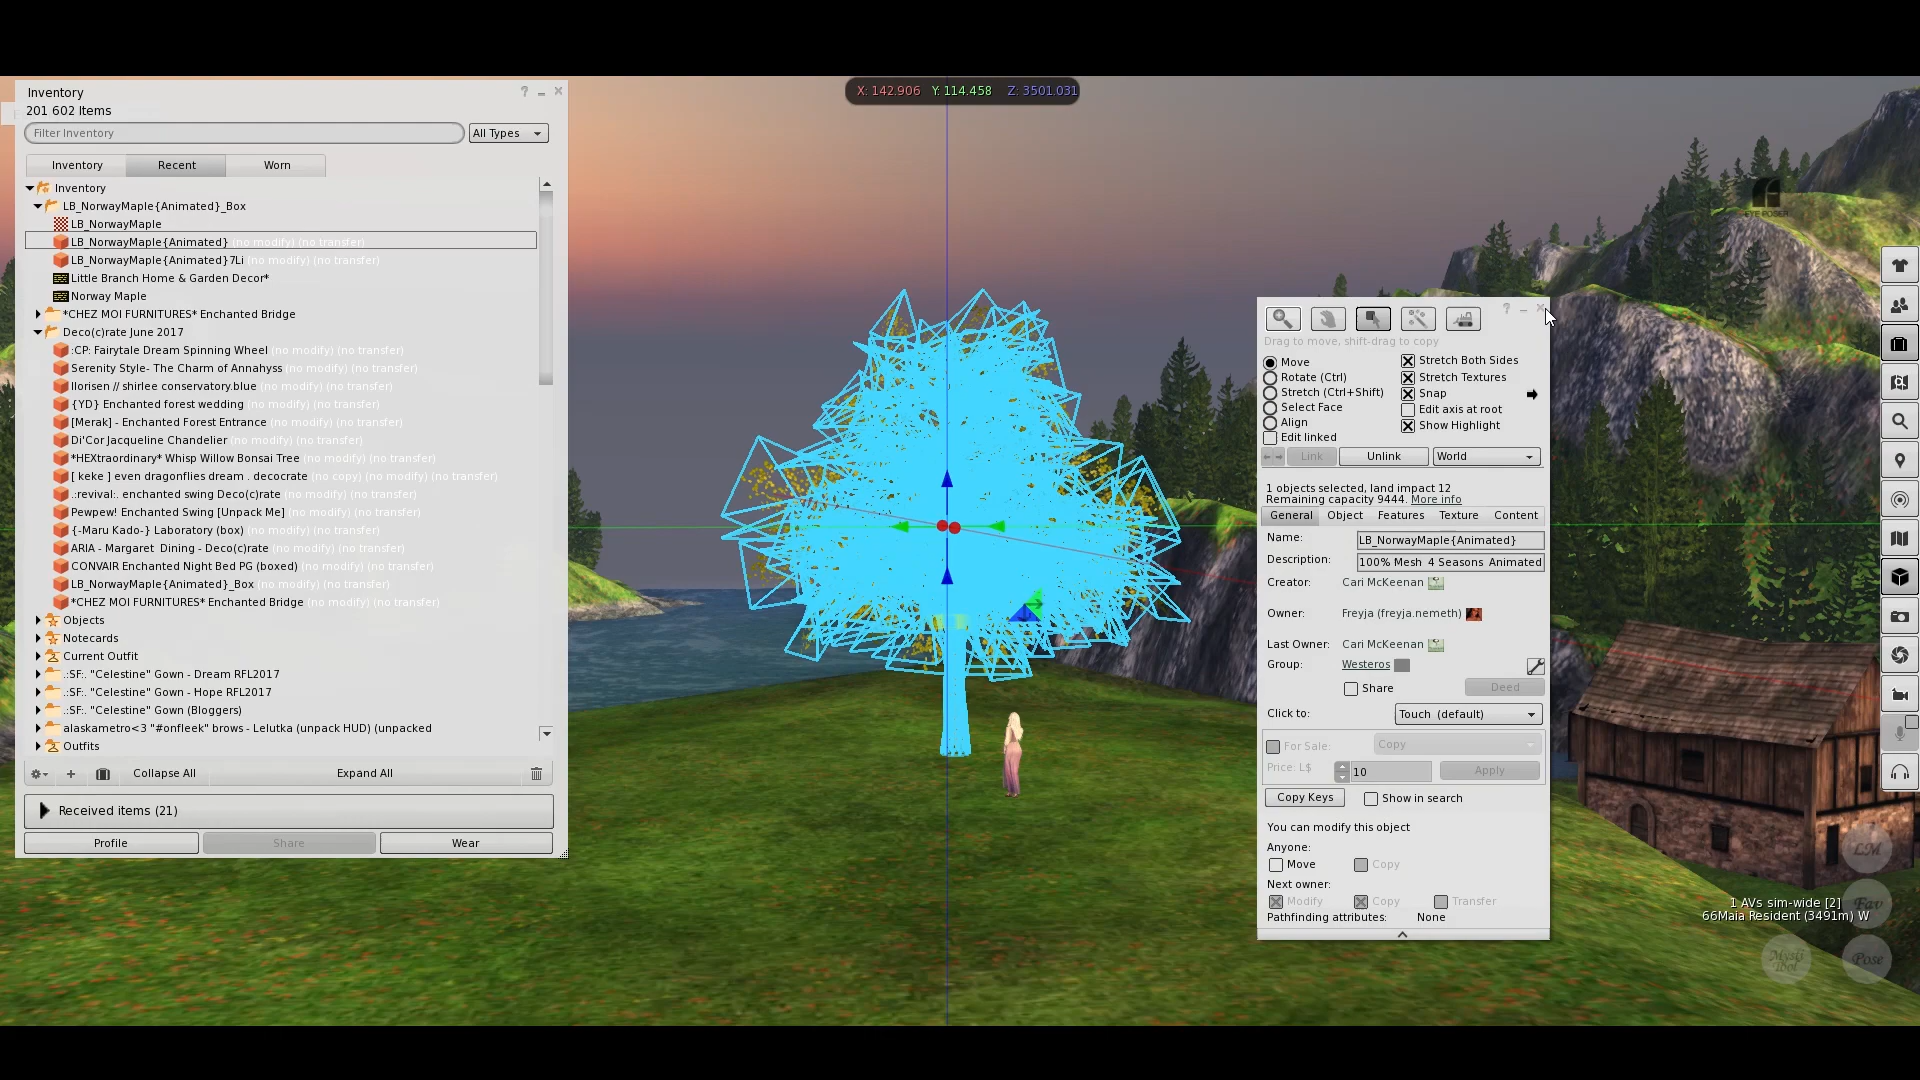 X: 142.906 Y: 114.458 Z: 3501.031
Inventory
201 602 Items
Filter Inventory
All Types
Inventory Recent Worn
Inventory
LB_NorwayMaple{Animated}_Box
LB_NorwayMaple
LB_NorwayMaple{Animated} (no modify) (no transfer)
LB_NorwayMaple{Animated}7Li (no modify) (no transfer)
Little Branch Home & Garden Decor*
Norway Maple
*CHEZ MOI FURNITURES* Enchanted Bridge
Deco(c)rate June 2017
:CP: Fairytale Dream Spinning Wheel (no modify) (no transfer)
Serenity Style- The Charm of Annahyss (no modify) (no transfer)
llorisen // shirlee conservatory.blue (no modify) (no transfer)
{YD} Enchanted forest wedding (no modify) (no transfer)
[Merak] - Enchanted Forest Entrance (no modify) (no transfer)
Di'Cor Jacqueline Chandelier (no modify) (no transfer)
*HEXtraordinary* Whisp Willow Bonsai Tree (no modify) (no transfer)
[ keke ] even dragonflies dream . decocrate (no copy) (no modify) (no transfer)
.:revival:. enchanted swing Deco(c)rate (no modify) (no transfer)
Pewpew! Enchanted Swing [Unpack Me] (no modify) (no transfer)
{-Maru Kado-} Laboratory (box) (no modify) (no transfer)
ARIA - Margaret Dining - Deco(c)rate (no modify) (no transfer)
CONVAIR Enchanted Night Bed PG (boxed) (no modify) (no transfer)
LB_NorwayMaple{Animated}_Box (no modify) (no transfer)
*CHEZ MOI FURNITURES* Enchanted Bridge (no modify) (no transfer)
Objects
Notecards
Current Outfit
.:SF:. "Celestine" Gown - Dream RFL2017
.:SF:. "Celestine" Gown - Hope RFL2017
.:SF:. "Celestine" Gown (Bloggers)
alaskametro<3 "#onfleek" brows - Lelutka (unpack HUD) (unpacked
Outfits
Collapse All Expand All
Received items (21)
Profile Share Wear
Drag to move, shift-drag to copy
Move
Rotate (Ctrl)
Stretch (Ctrl+Shift)
Select Face
Align
Edit linked
Stretch Both Sides
Stretch Textures
Snap
Edit axis at root
Show Highlight
Link Unlink World
1 objects selected, land impact 12
Remaining capacity 9444. More info
General Object Features Texture Content
Name: LB_NorwayMaple{Animated}
Description: 100% Mesh 4 Seasons Animated
Creator: Cari McKeenan
Owner: Freyja (freyja.nemeth)
Last Owner: Cari McKeenan
Group: Westeros
Share Deed
Click to: Touch (default)
For Sale: Copy
Price: L$ 10 Apply
Copy Keys Show in search
You can modify this object
Anyone:
Move Copy
Next owner:
Modify Copy Transfer
Pathfinding attributes: None
EYE POSER
LM
1 AVs sim-wide [2]
Fav
66Maia Resident (3491m) W
Pose